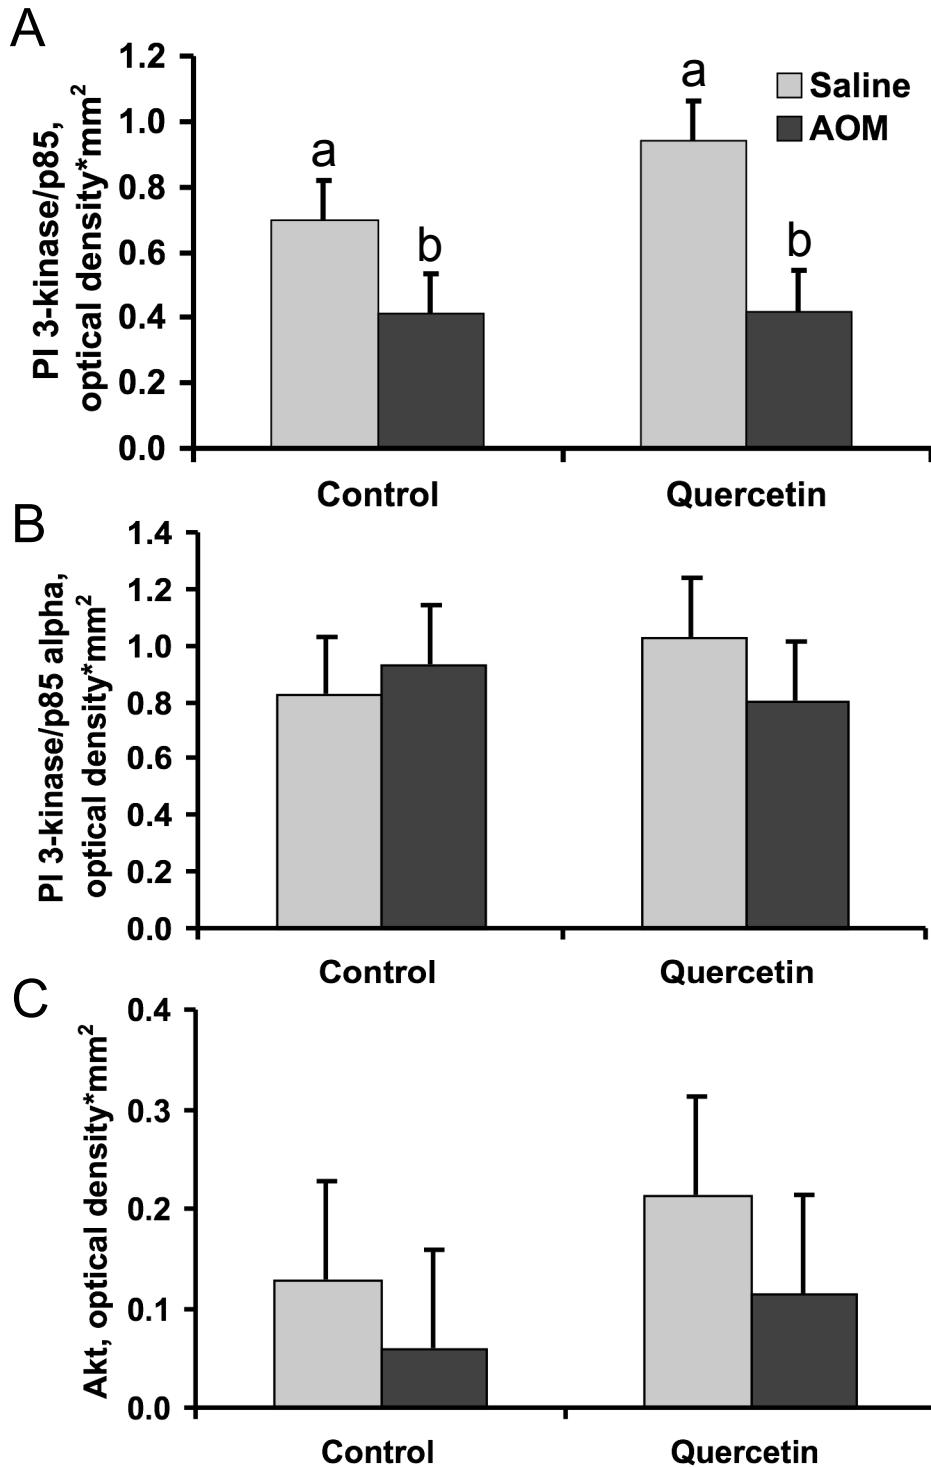 A
PI 3-kinase/p85,
optical density*mm²
1.2
1.0
0.8
0.6
0.4
0.2
0.0
a
b
a
b
Saline
AOM
Control
Quercetin
B
PI 3-kinase/p85 alpha,
optical density*mm²
1.4
1.2
1.0
0.8
0.6
0.4
0.2
0.0
Control
Quercetin
C
Akt, optical density*mm²
0.4
0.3
0.2
0.1
0.0
Control
Quercetin